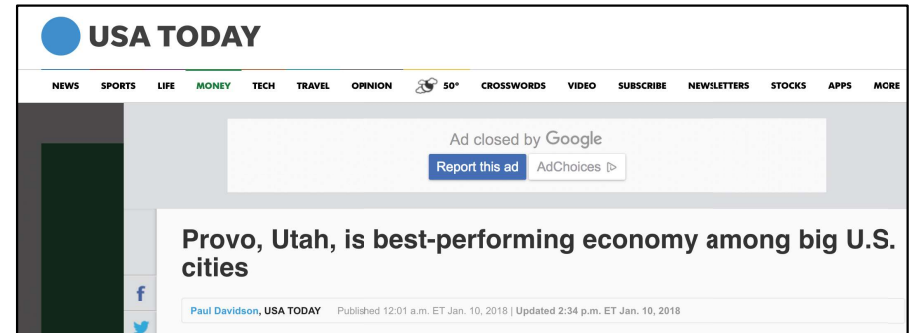 USA TODAY
NEWS SPORTS LIFE MONEY TECH TRAVEL OPINION 50° CROSSWORDS VIDEO SUBSCRIBE NEWSLETTERS STOCKS APPS MORE
Ad closed by Google
Report this ad AdChoices
Provo, Utah, is best-performing economy among big U.S.
cities
Paul Davidson, USA TODAY Published 12:01 a.m. ET Jan. 10, 2018 | Updated 2:34 p.m. ET Jan. 10, 2018